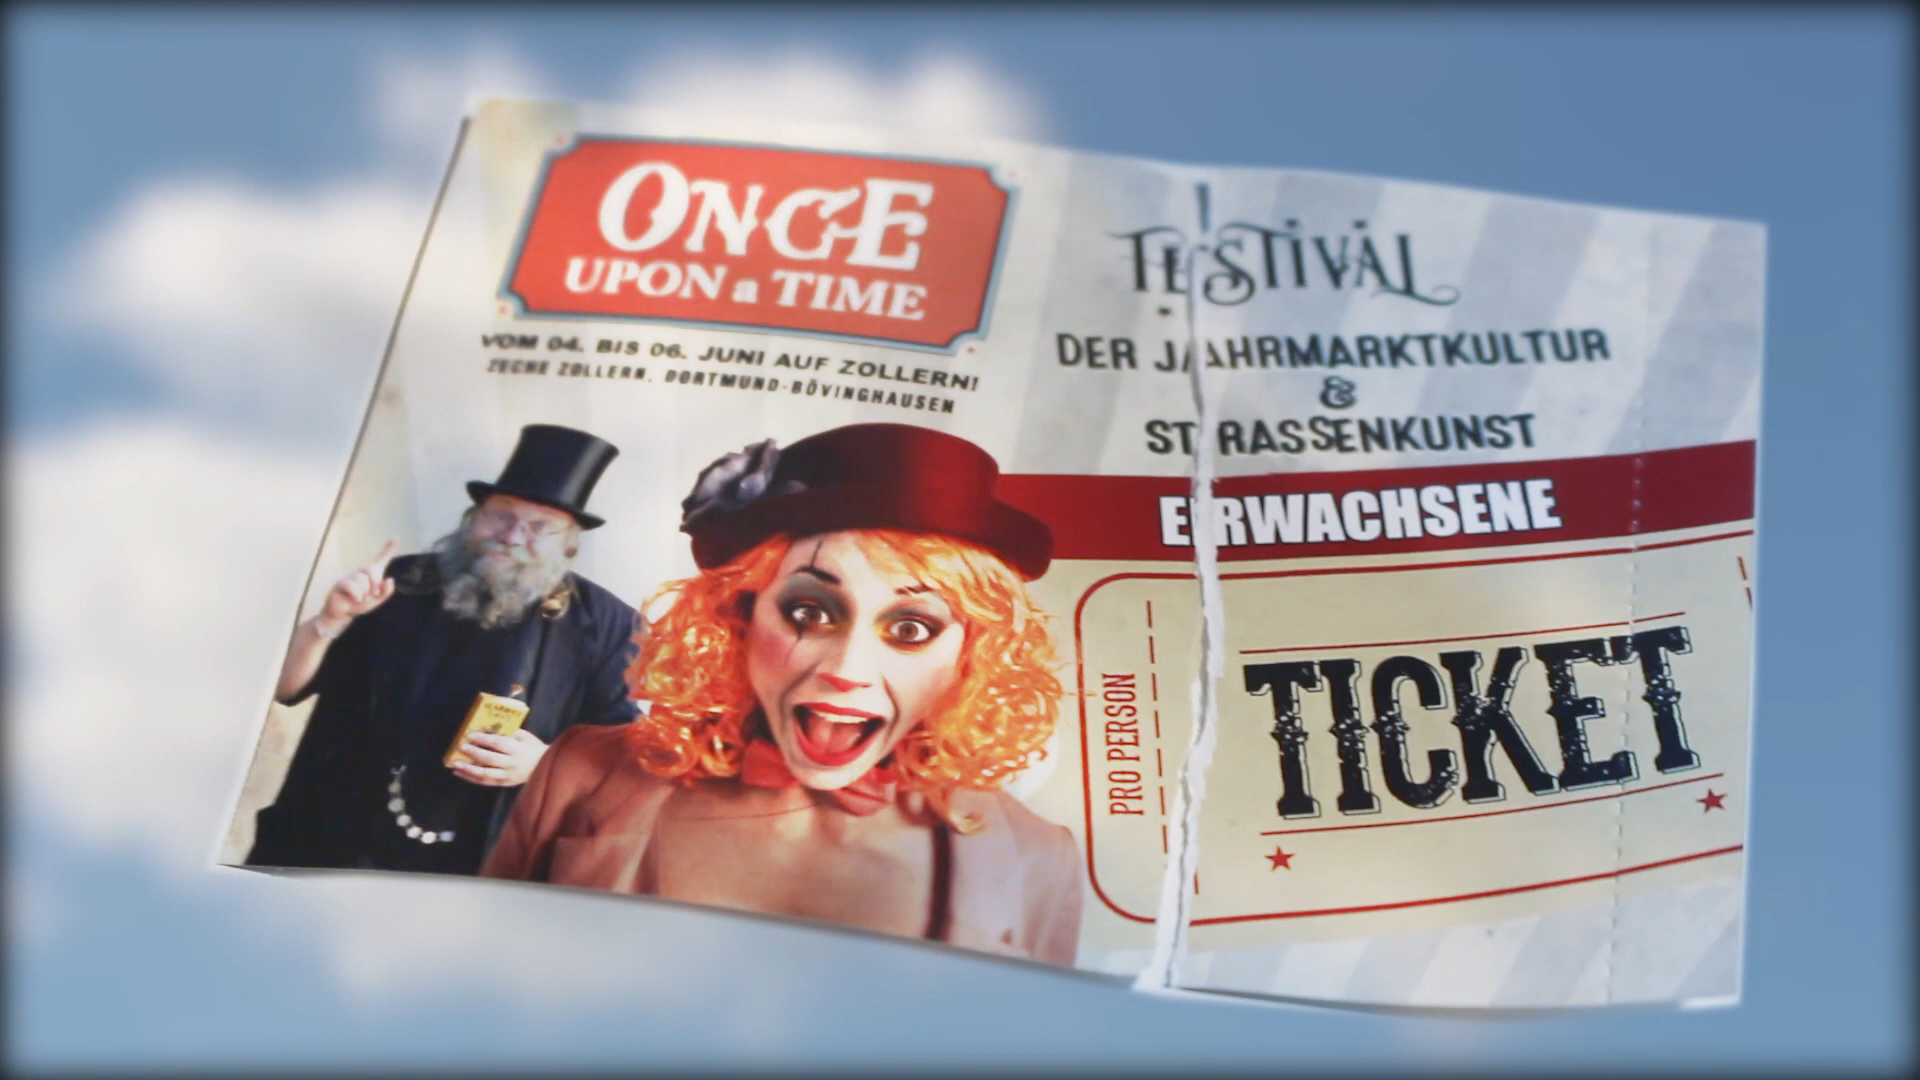 ONCE
UPON a TIME
VOM 04. BIS 06. JUNI AUF ZOLLERN!
ZECHE ZOLLERN, DORTMUND-BÖVINGHAUSEN
FESTIVAL
DER JAHRMARKTKULTUR
&
STRASSENKUNST
ERWACHSENE
PRO PERSON
TICKET